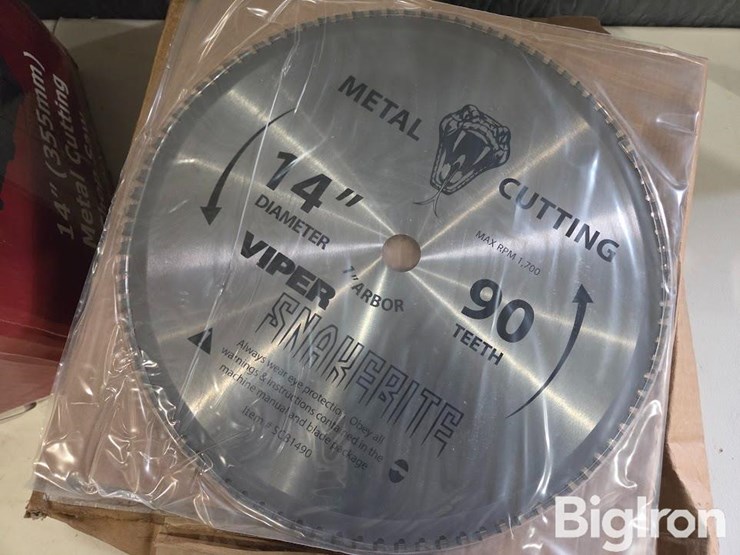 14" (355mm)
Metal Cutting
METAL
CUTTING
14"
DIAMETER
MAX RPM 1,700
1" ARBOR
90
TEETH
VIPER
SNAKEBITE
Always wear eye protection. Obey all
warnings & instructions contained in the
machine manual and blade package
BigIron